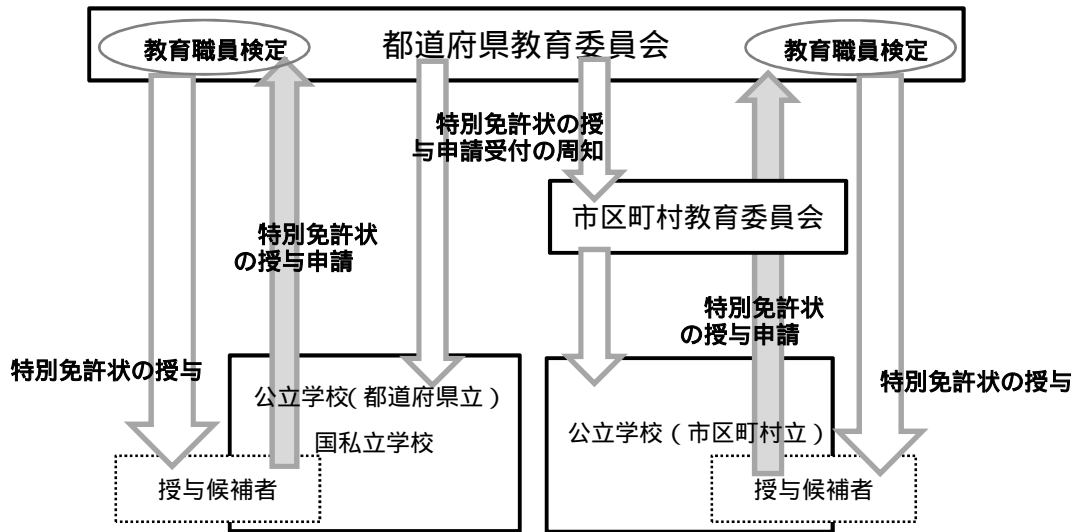 教育職員検定
都道府県教育委員会
教育職員検定
特別免許状の授
与申請受付の周知
市区町村教育委員会
特別免許状
の授与申請
特別免許状
の授与申請
特別免許状の授与
特別免許状の授与
公立学校（都道府県立）
国私立学校
公立学校（市区町村立）
授与候補者
授与候補者